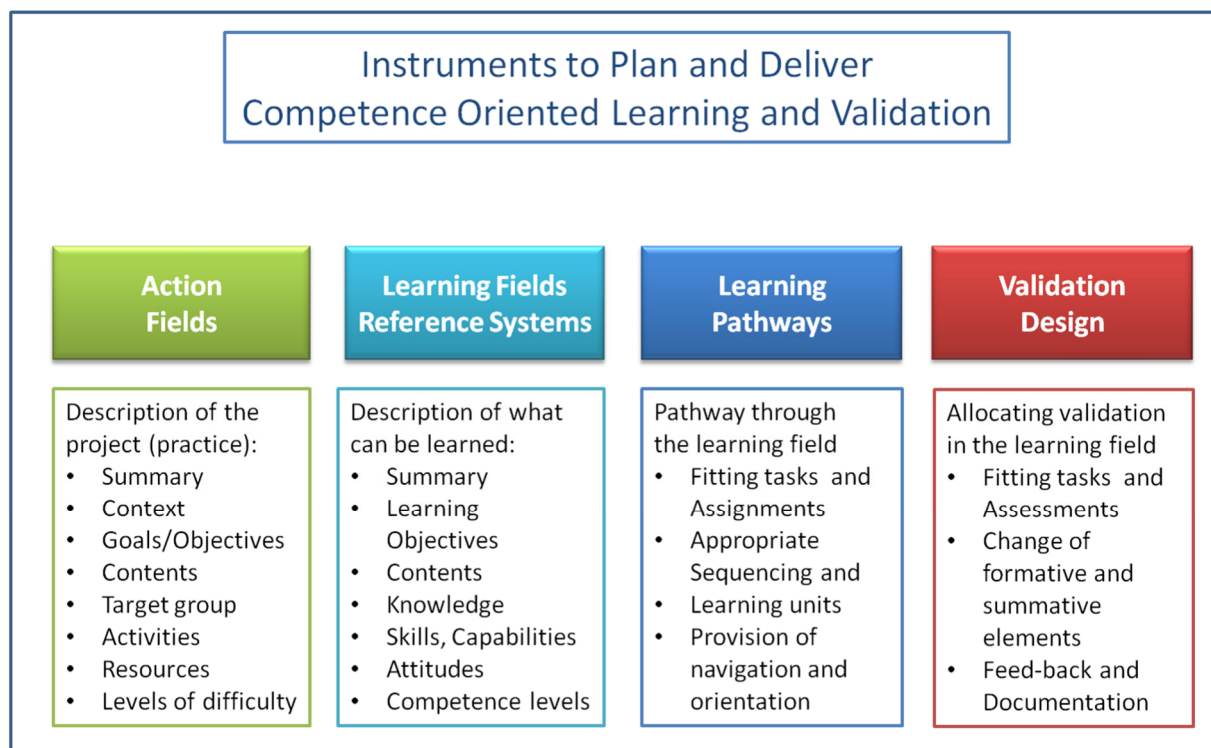 Instruments to Plan and Deliver
Competence Oriented Learning and Validation
Action
Fields
Description of the
project (practice):
• Summary
• Context
• Goals/Objectives
• Contents
• Target group
• Activities
• Resources
• Levels of difficulty
Learning Fields
Reference Systems
Description of what
can be learned:
• Summary
• Learning
Objectives
• Contents
• Knowledge
• Skills, Capabilities
• Attitudes
• Competence levels
Learning
Pathways
Pathway through
the learning field
• Fitting tasks and
Assignments
• Appropriate
Sequencing and
• Learning units
• Provision of
navigation and
orientation
Validation
Design
Allocating validation
in the learning field
• Fitting tasks and
Assessments
• Change of
formative and
summative
elements
• Feed-back and
Documentation